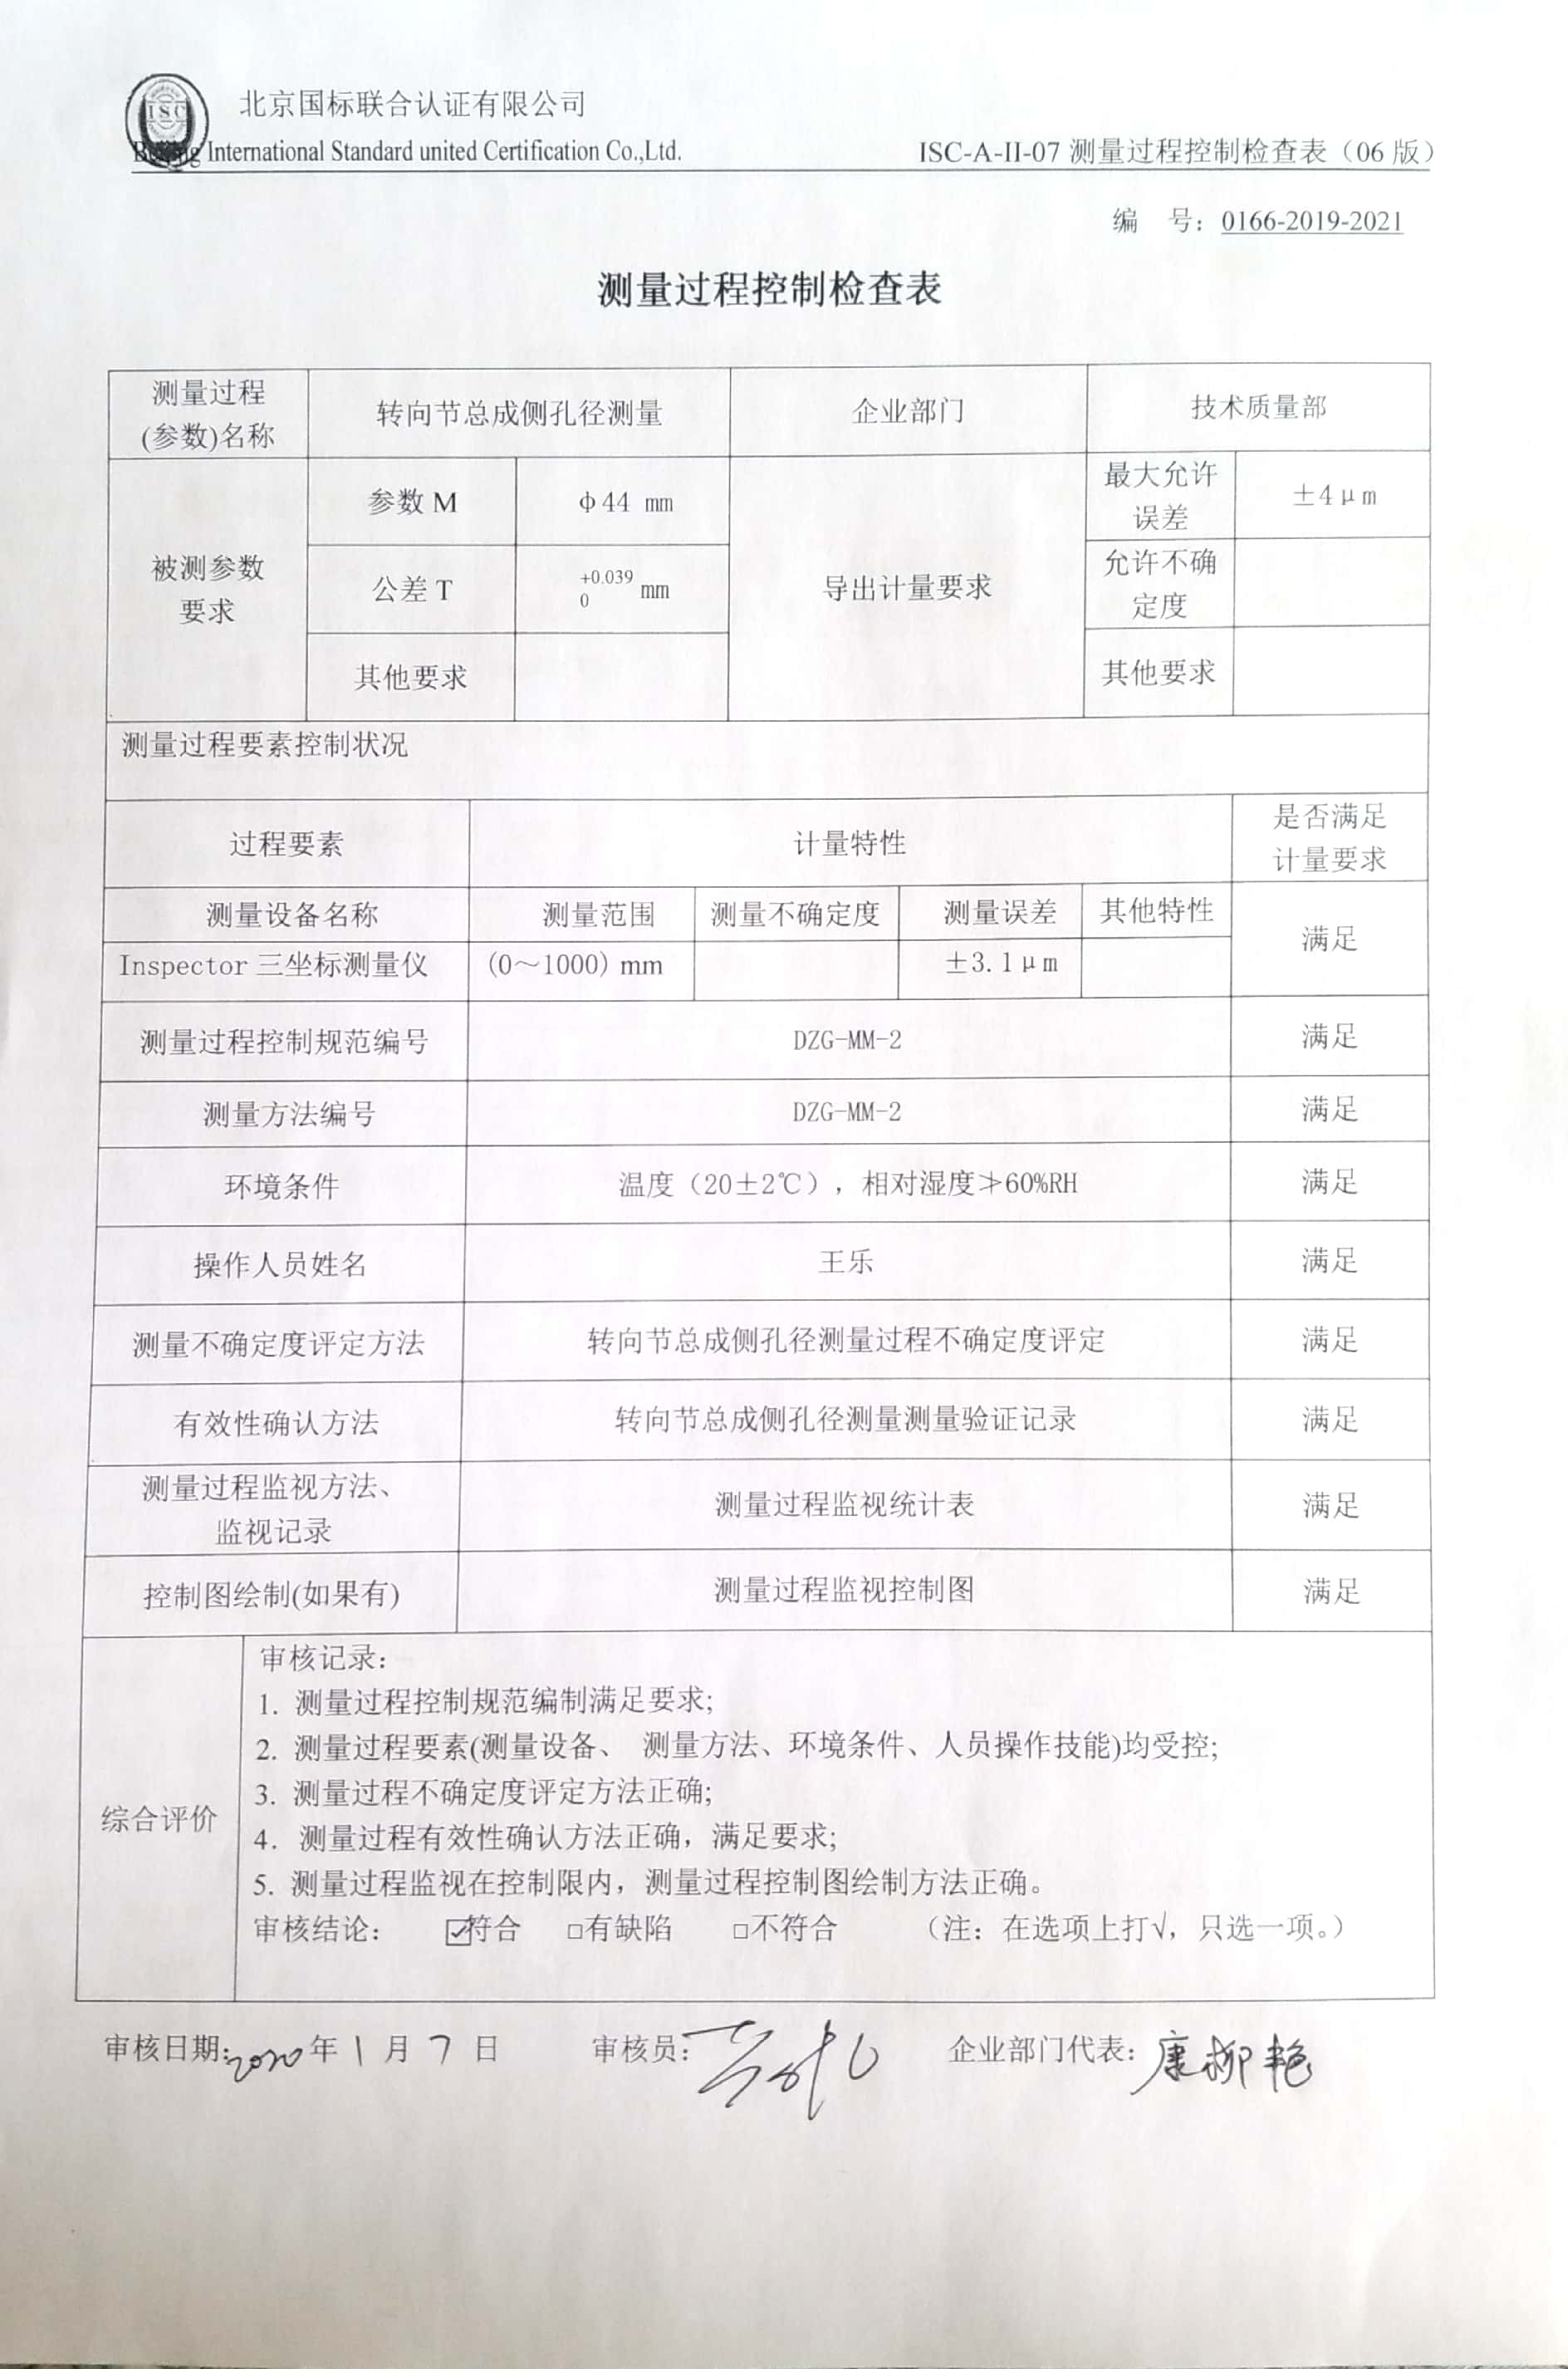 ISC
北京国标联合认证有限公司
International Standard united Certification Co.,Ltd.
ISC-A-II-07 测量过程控制检查表（06 版）
编 号：0166-2019-2021
测量过程控制检查表
测量过程
(参数)名称
转向节总成侧孔径测量
企业部门
技术质量部
被测参数
要求
参数 M
φ44 mm
导出计量要求
最大允许
误差
±4μm
公差 T
+0.039
0
mm
允许不确
定度
其他要求
其他要求
测量过程要素控制状况
过程要素
计量特性
是否满足
计量要求
测量设备名称
测量范围
测量不确定度
测量误差
其他特性
满足
Inspector 三坐标测量仪
(0～1000) mm
±3.1μm
测量过程控制规范编号
DZG-MM-2
满足
测量方法编号
DZG-MM-2
满足
环境条件
温度（20±2℃），相对湿度≯60%RH
满足
操作人员姓名
王乐
满足
测量不确定度评定方法
转向节总成侧孔径测量过程不确定度评定
满足
有效性确认方法
转向节总成侧孔径测量测量验证记录
满足
测量过程监视方法、
监视记录
测量过程监视统计表
满足
控制图绘制(如果有)
测量过程监视控制图
满足
综合评价
审核记录：
1. 测量过程控制规范编制满足要求;
2. 测量过程要素(测量设备、 测量方法、环境条件、人员操作技能)均受控;
3. 测量过程不确定度评定方法正确;
4. 测量过程有效性确认方法正确，满足要求;
5. 测量过程监视在控制限内，测量过程控制图绘制方法正确。
审核结论： ☑符合 □有缺陷 □不符合 （注：在选项上打√，只选一项。）
审核日期:2020年1月7日 审核员: 企业部门代表: 康柳艳